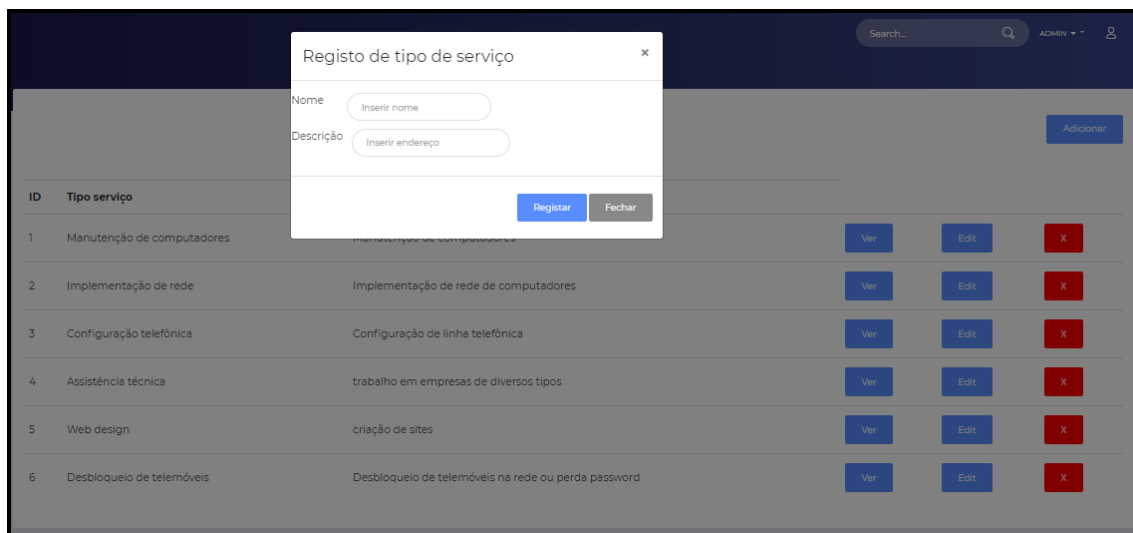 Search...
ADMIN
Registo de tipo de serviço ×
Nome Inserir nome
Descrição Inserir endereço
Registar Fechar
Adicionar
ID Tipo serviço
1 Manutenção de computadores Manutenção de computadores Ver Edit X
2 Implementação de rede Implementação de rede de computadores Ver Edit X
3 Configuração telefônica Configuração de linha telefônica Ver Edit X
4 Assistência técnica trabalho em empresas de diversos tipos Ver Edit X
5 Web design criação de sites Ver Edit X
6 Desbloqueio de telemóveis Desbloqueio de telemóveis na rede ou perda password Ver Edit X